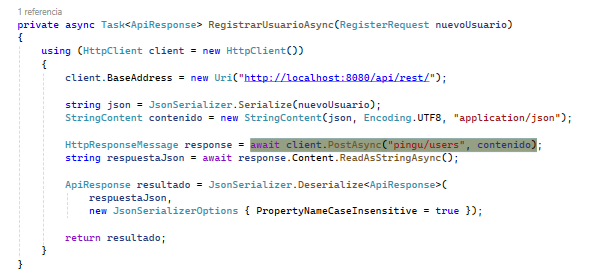 1 referencia
private async Task<ApiResponse> RegistrarUsuarioAsync(RegisterRequest nuevoUsuario)
{
using (HttpClient client = new HttpClient())
{
client.BaseAddress = new Uri("http://localhost:8080/api/rest/");
string json = JsonSerializer.Serialize(nuevoUsuario);
StringContent contenido = new StringContent(json, Encoding.UTF8, "application/json");
HttpResponseMessage response = await client.PostAsync("pingu/users", contenido);
string respuestaJson = await response.Content.ReadAsStringAsync();
ApiResponse resultado = JsonSerializer.Deserialize<ApiResponse>(
respuestaJson,
new JsonSerializerOptions { PropertyNameCaseInsensitive = true });
return resultado;
}
}